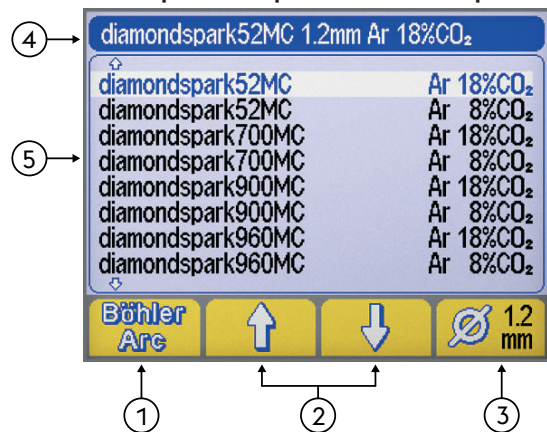 4
diamondspark52MC 1.2mm Ar 18%CO₂
5
diamondspark52MC Ar 18%CO₂
diamondspark52MC Ar 8%CO₂
diamondspark700MC Ar 18%CO₂
diamondspark700MC Ar 8%CO₂
diamondspark900MC Ar 18%CO₂
diamondspark900MC Ar 8%CO₂
diamondspark960MC Ar 18%CO₂
diamondspark960MC Ar 8%CO₂
Böhler
Arc
Ø 1.2
mm
1
2
3